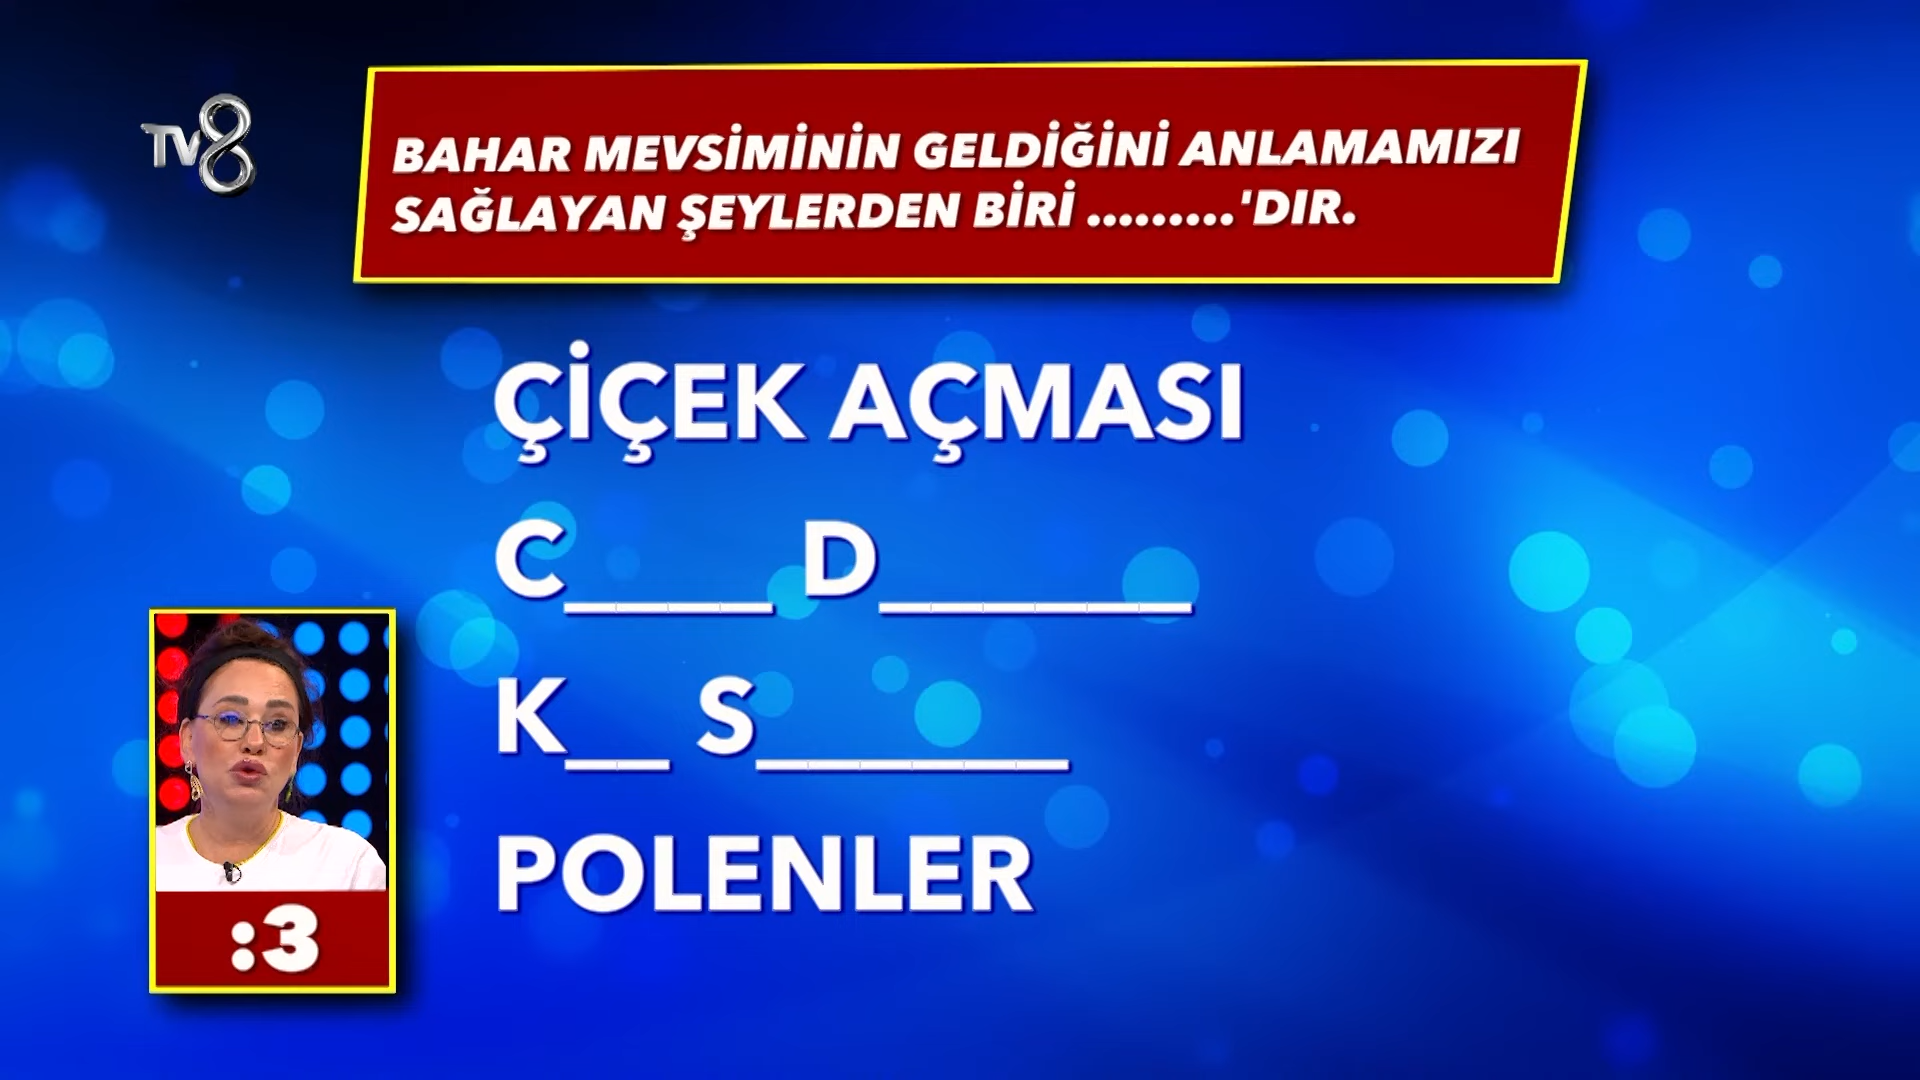 TV8
BAHAR MEVSİMİNİN GELDİĞİNİ ANLAMAMIZI
SAĞLAYAN ŞEYLERDEN BİRİ .........'DIR.
ÇİÇEK AÇMASI
C____ D______
K__ S______
POLENLER
:3